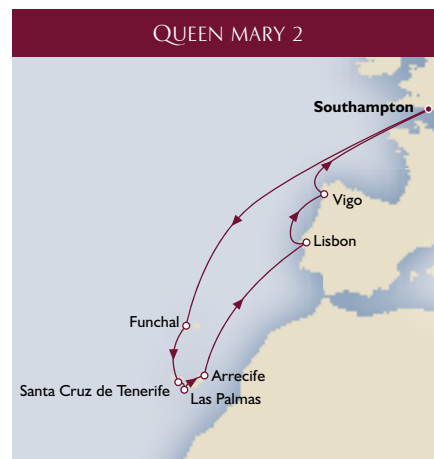 QUEEN MARY 2
Southampton
Vigo
Lisbon
Funchal
Arrecife
Santa Cruz de Tenerife
Las Palmas